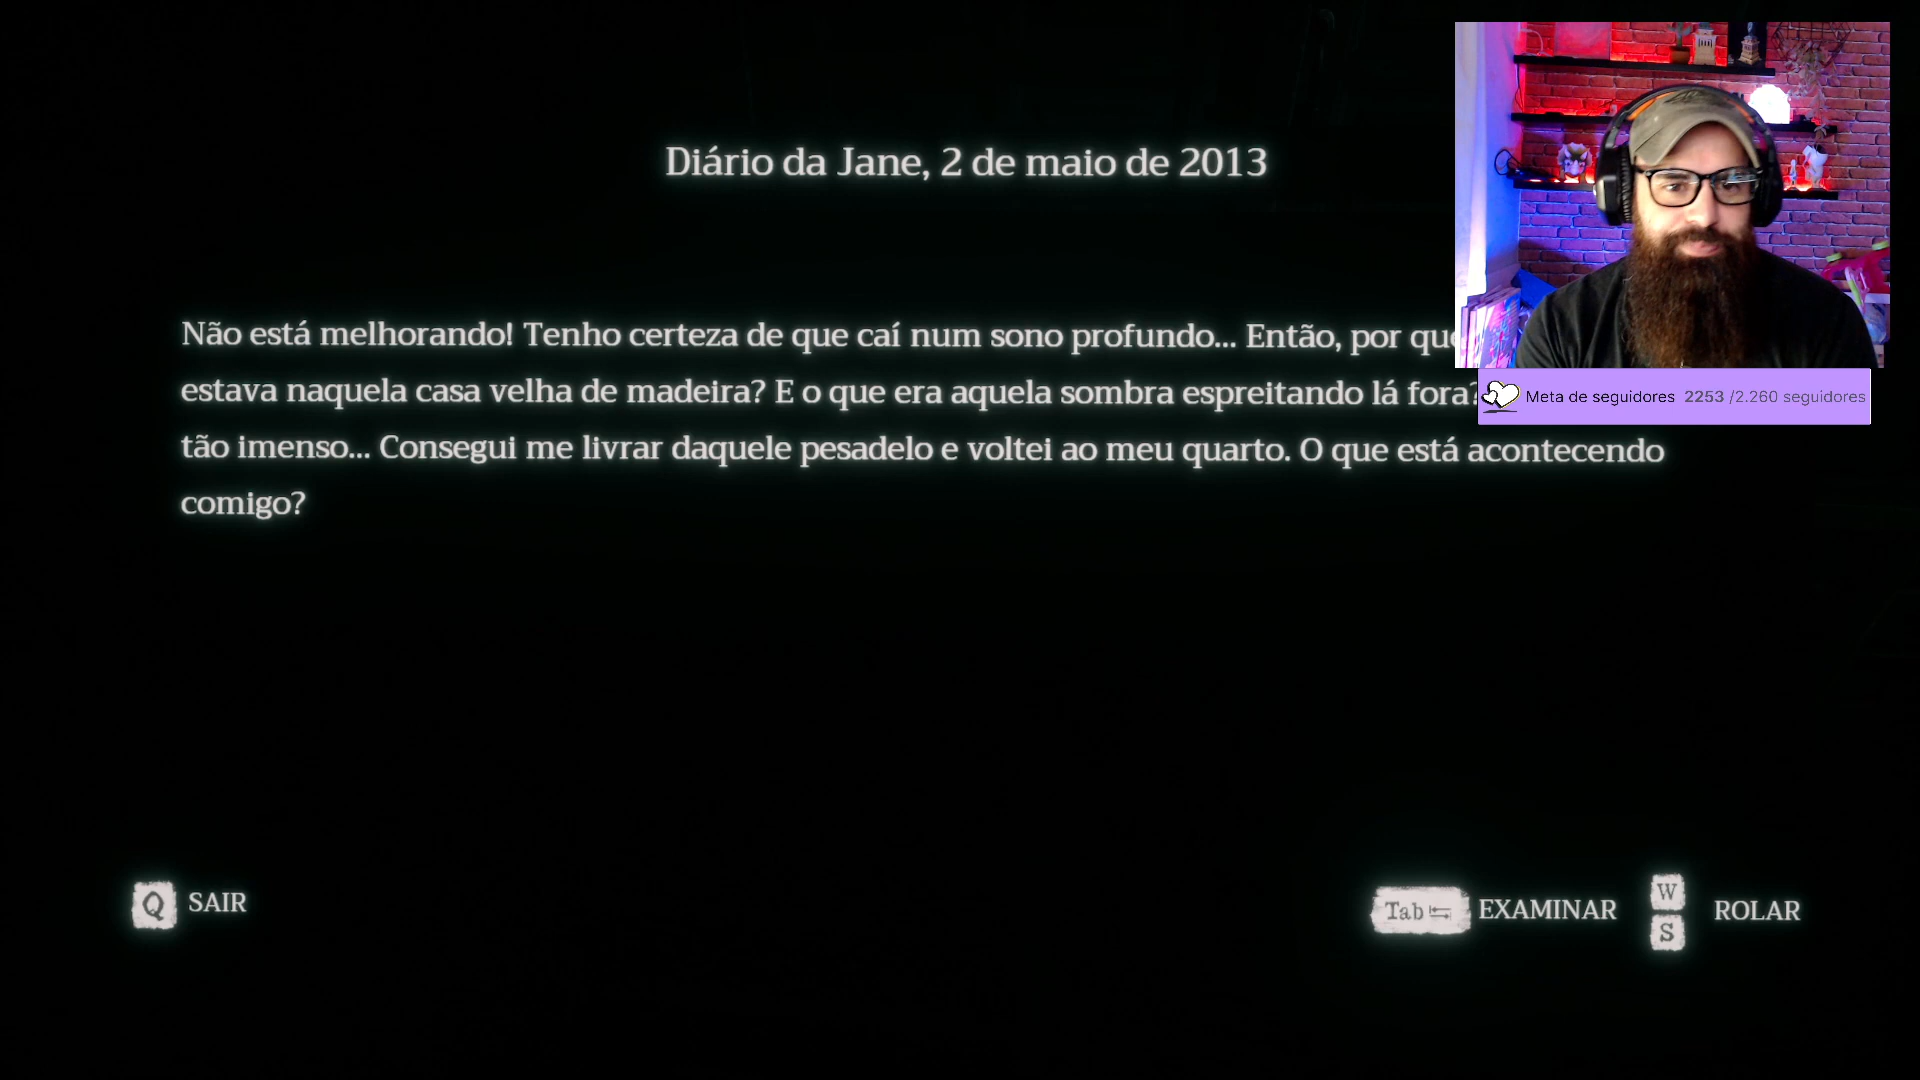 Diário da Jane, 2 de maio de 2013
Não está melhorando! Tenho certeza de que caí num sono profundo... Então, por que
estava naquela casa velha de madeira? E o que era aquela sombra espreitando lá fora?
Meta de seguidores 2253 /2.260 seguidores
tão imenso... Consegui me livrar daquele pesadelo e voltei ao meu quarto. O que está acontecendo
comigo?
Q SAIR
Tab EXAMINAR
W
S
ROLAR